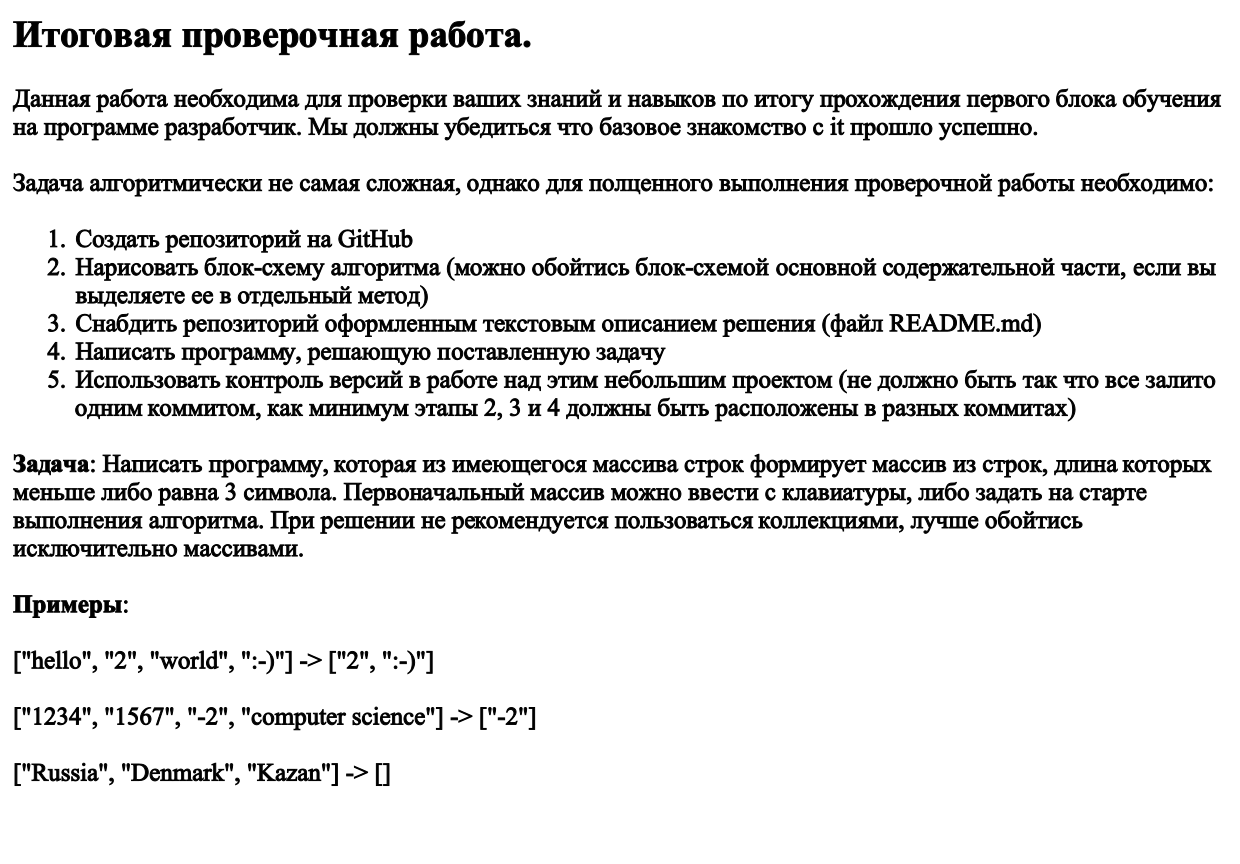 Итоговая проверочная работа.
Данная работа необходима для проверки ваших знаний и навыков по итогу прохождения первого блока обучения
на программе разработчик. Мы должны убедиться что базовое знакомство с it прошло успешно.
Задача алгоритмически не самая сложная, однако для полценного выполнения проверочной работы необходимо:
1. Создать репозиторий на GitHub
2. Нарисовать блок-схему алгоритма (можно обойтись блок-схемой основной содержательной части, если вы
выделяете ее в отдельный метод)
3. Снабдить репозиторий оформленным текстовым описанием решения (файл README.md)
4. Написать программу, решающую поставленную задачу
5. Использовать контроль версий в работе над этим небольшим проектом (не должно быть так что все залито
одним коммитом, как минимум этапы 2, 3 и 4 должны быть расположены в разных коммитах)
Задача: Написать программу, которая из имеющегося массива строк формирует массив из строк, длина которых
меньше либо равна 3 символа. Первоначальный массив можно ввести с клавиатуры, либо задать на старте
выполнения алгоритма. При решении не рекомендуется пользоваться коллекциями, лучше обойтись
исключительно массивами.
Примеры:
["hello", "2", "world", ":-)"] -> ["2", ":-)"]
["1234", "1567", "-2", "computer science"] -> ["-2"]
["Russia", "Denmark", "Kazan"] -> []